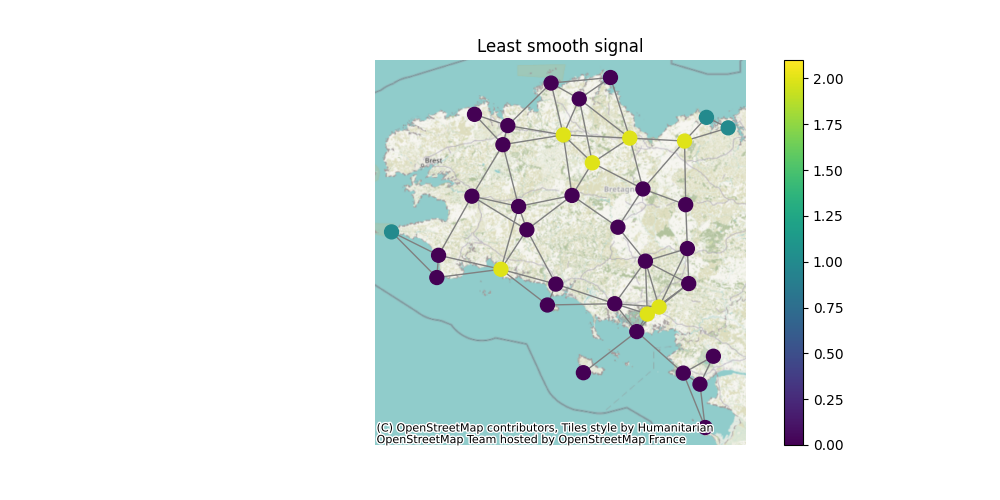 Least smooth signal
Brest
Bretagn
2.00
1.75
1.50
1.25
1.00
0.75
0.50
0.25
0.00
(C) OpenStreetMap contributors, Tiles style by Humanitarian
OpenStreetMap Team hosted by OpenStreetMap France